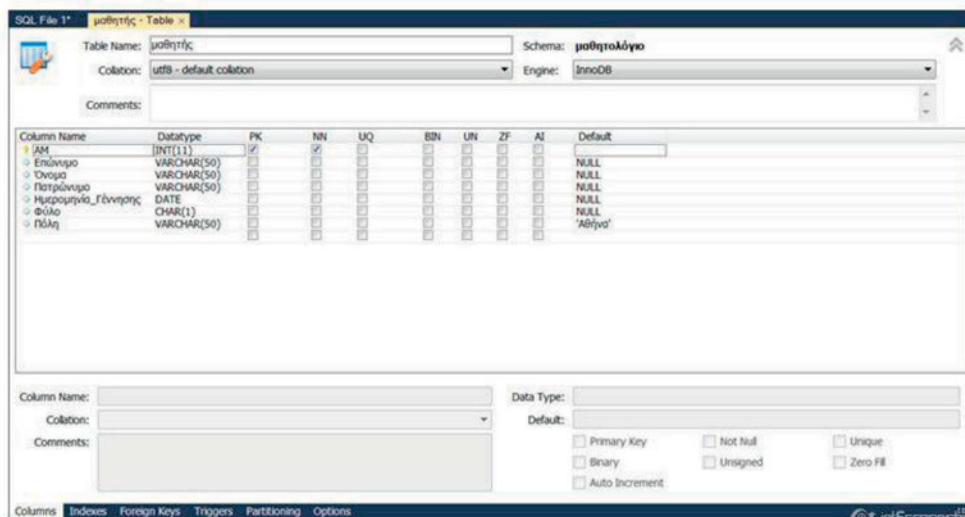 SQL File 1* μαθητής - Table ×
Table Name: μαθητής Schema: μαθητολόγιο
Collation: utf8 - default collation Engine: InnoDB
Comments:
Column Name Datatype PK NN UQ BIN UN ZF AI Default
ΑΜ INT(11)
Επώνυμο VARCHAR(50) NULL
Όνομα VARCHAR(50) NULL
Πατρώνυμο VARCHAR(50) NULL
Ημερομηνία_Γέννησης DATE NULL
Φύλο CHAR(1) NULL
Πόλη VARCHAR(50) 'Αθήνα'
Column Name: Data Type:
Collation: Default:
Comments: Primary Key Not Null Unique
Binary Unsigned Zero Fill
Auto Increment
Columns Indexes Foreign Keys Triggers Partitioning Options